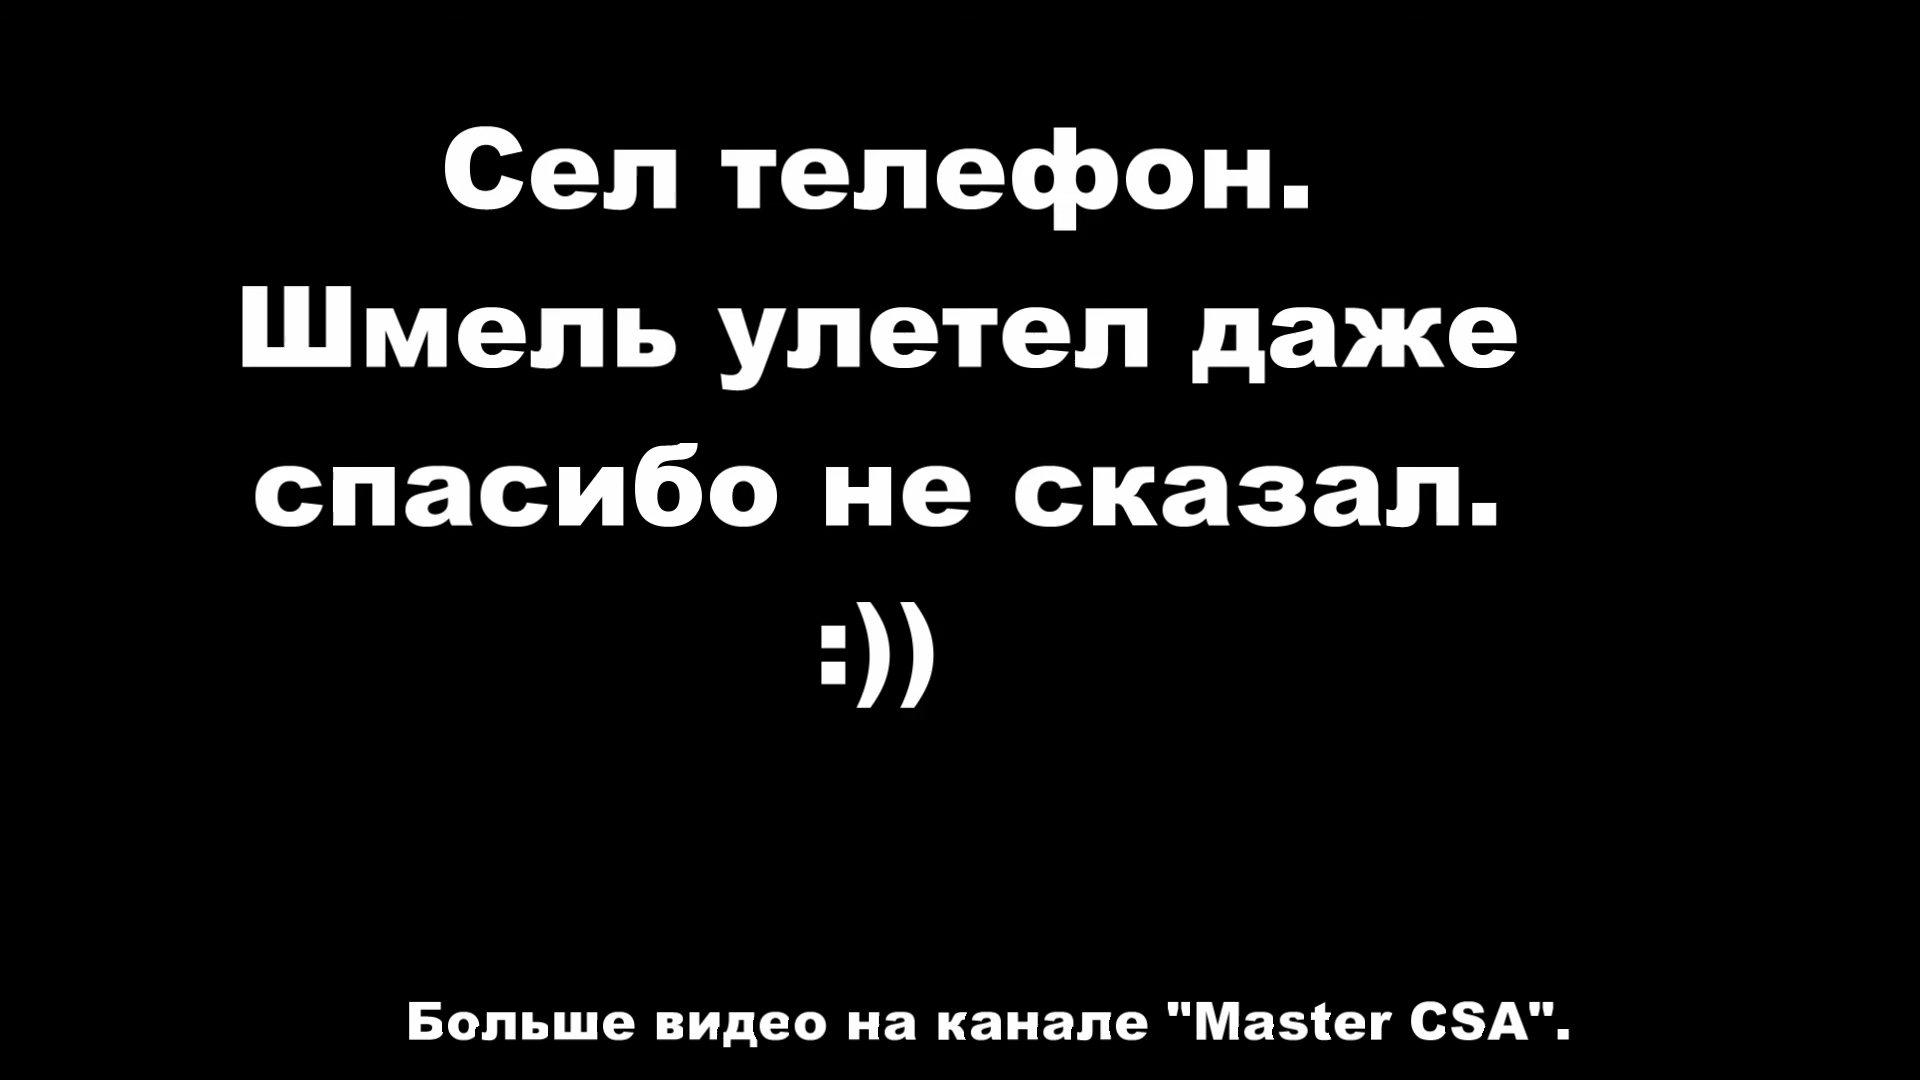 Сел телефон.
Шмель улетел даже
спасибо не сказал.
:))
Больше видео на канале "Master CSA".